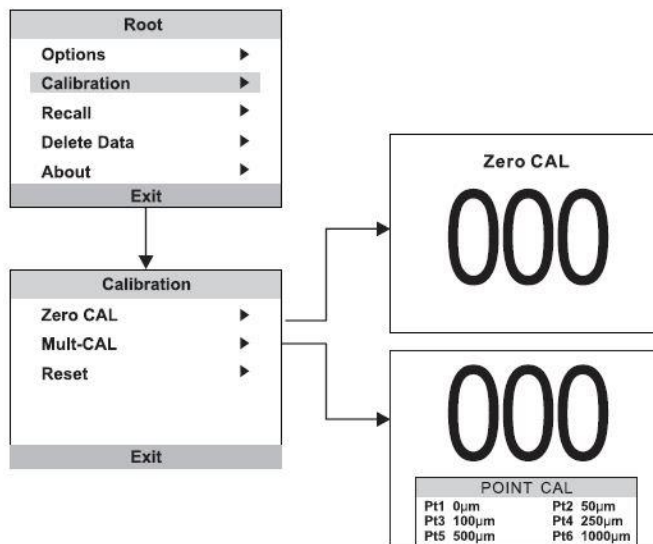 Root
Options
Calibration
Recall
Delete Data
About
Exit
Calibration
Zero CAL
Mult-CAL
Reset
Exit
Zero CAL
000
000
POINT CAL
Pt1 0µm Pt2 50µm
Pt3 100µm Pt4 250µm
Pt5 500µm Pt6 1000µm